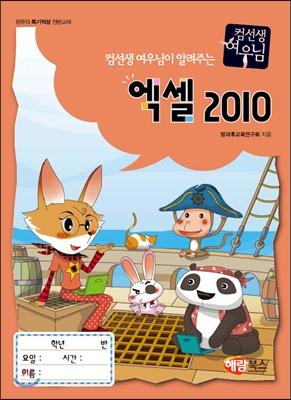 컴퓨터 특기적성 전문교재
컴선생
여우님
컴선생 여우님이 알려주는
엑셀 2010
방과후교육연구회 지음
학년 반
요일 : 시간 :
이름 :
해람북스